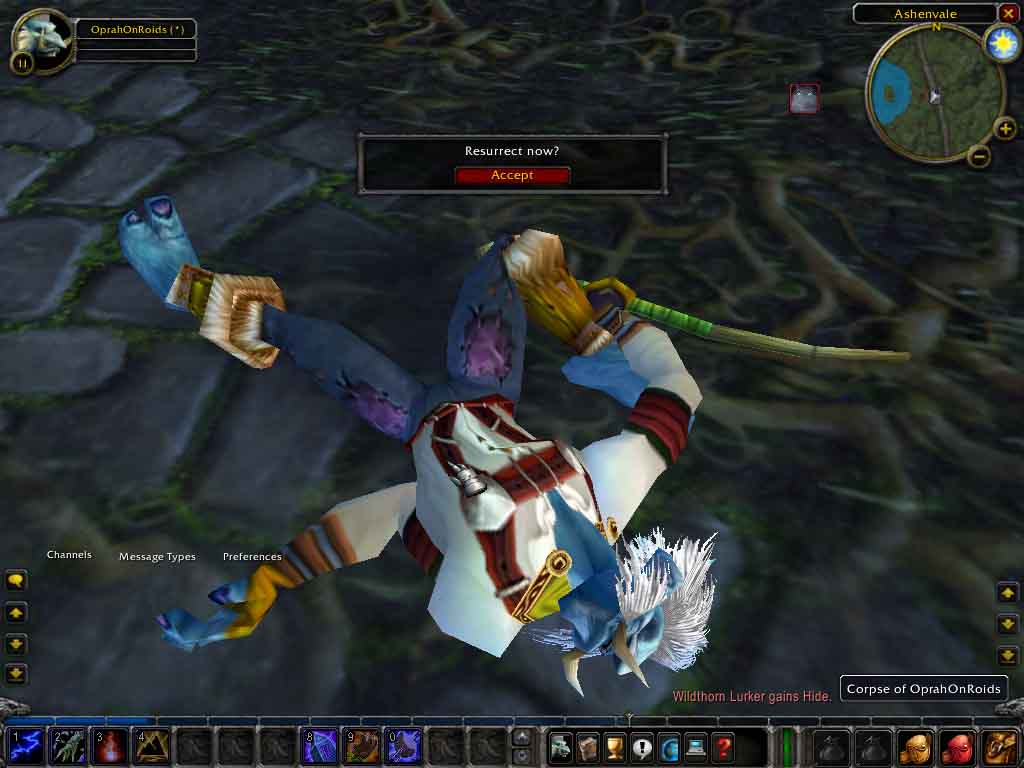 OprahOnRoids (*)
11
Ashenvale
N
Resurrect now?
Accept
Channels
Message Types
Preferences
Wildthorn Lurker gains Hide.
Corpse of OprahOnRoids
1
2
3
4
8
9
0